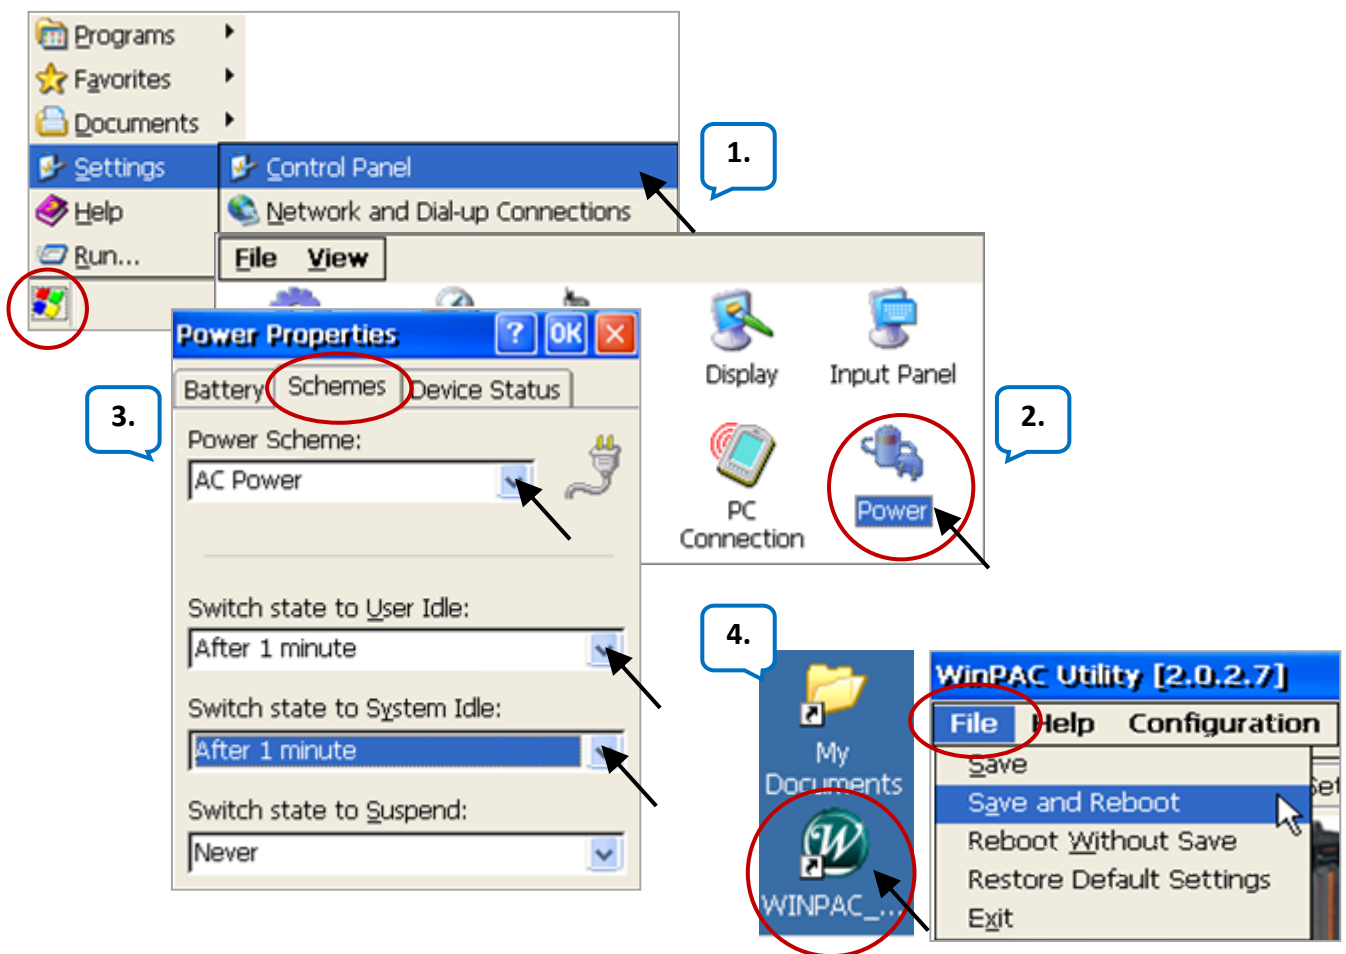 Programs
Favorites
Documents
Settings
Control Panel
1.
Help
Network and Dial-up Connections
Run...
File View
Power Properties ? OK
Display
Input Panel
Battery Schemes Device Status
3.
2.
Power Scheme:
AC Power
PC
Connection
Power
Switch state to User Idle:
After 1 minute
4.
Switch state to System Idle:
After 1 minute
Switch state to Suspend:
Never
My
Documents
WINPAC_...
WinPAC Utility [2.0.2.7]
File Help Configuration
Save
Save and Reboot
Reboot Without Save
Restore Default Settings
Exit